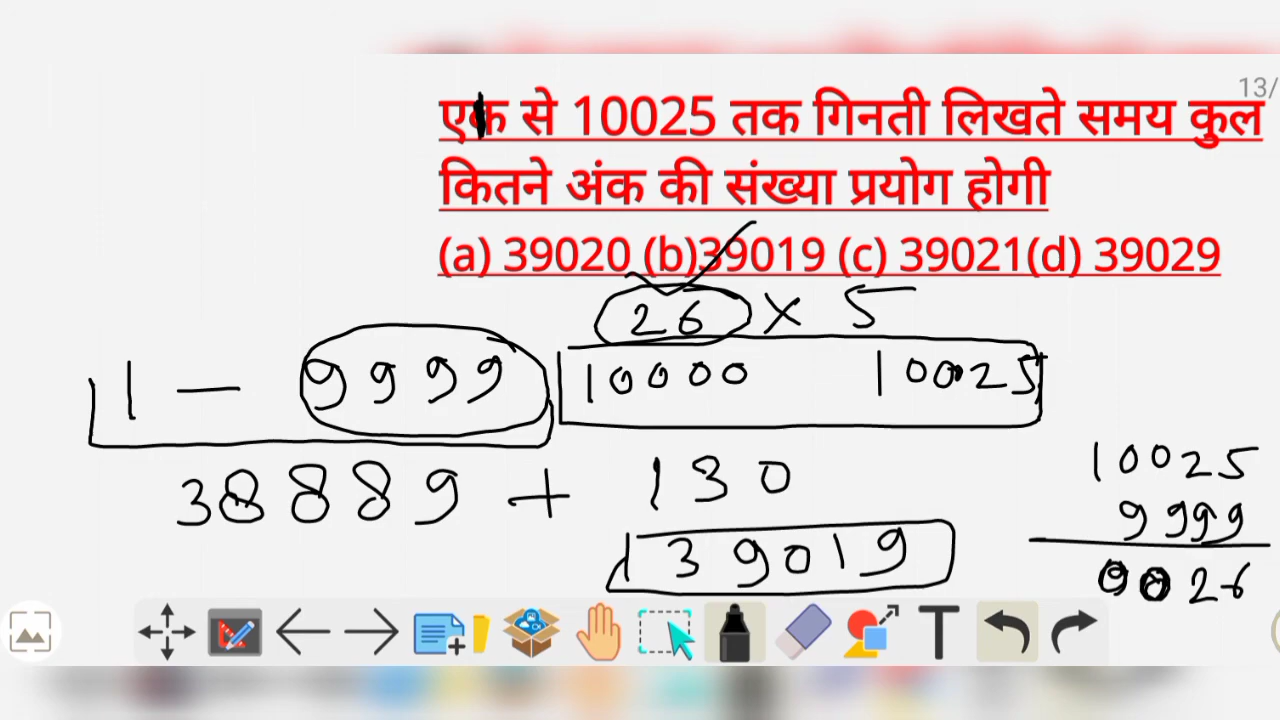 13/
एक से 10025 तक गिनती लिखते समय कुल
कितने अंक की संख्या प्रयोग होगी
(a) 39020 (b)39019 (c) 39021(d) 39029
26 × 5
1 — 9999 10000 10025
38889 + 130
39019
10025
9999
0026
T